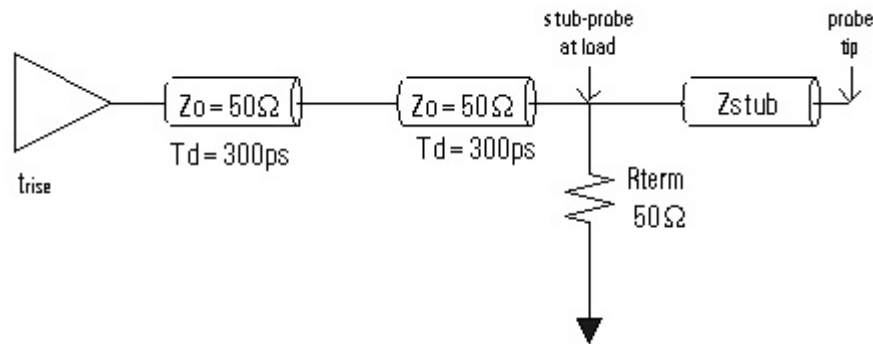 stub-probe
at load
probe
tip
Zo = 50Ω
Zo = 50Ω
Zstub
Td = 300ps
Td = 300ps
trise
Rterm
50Ω